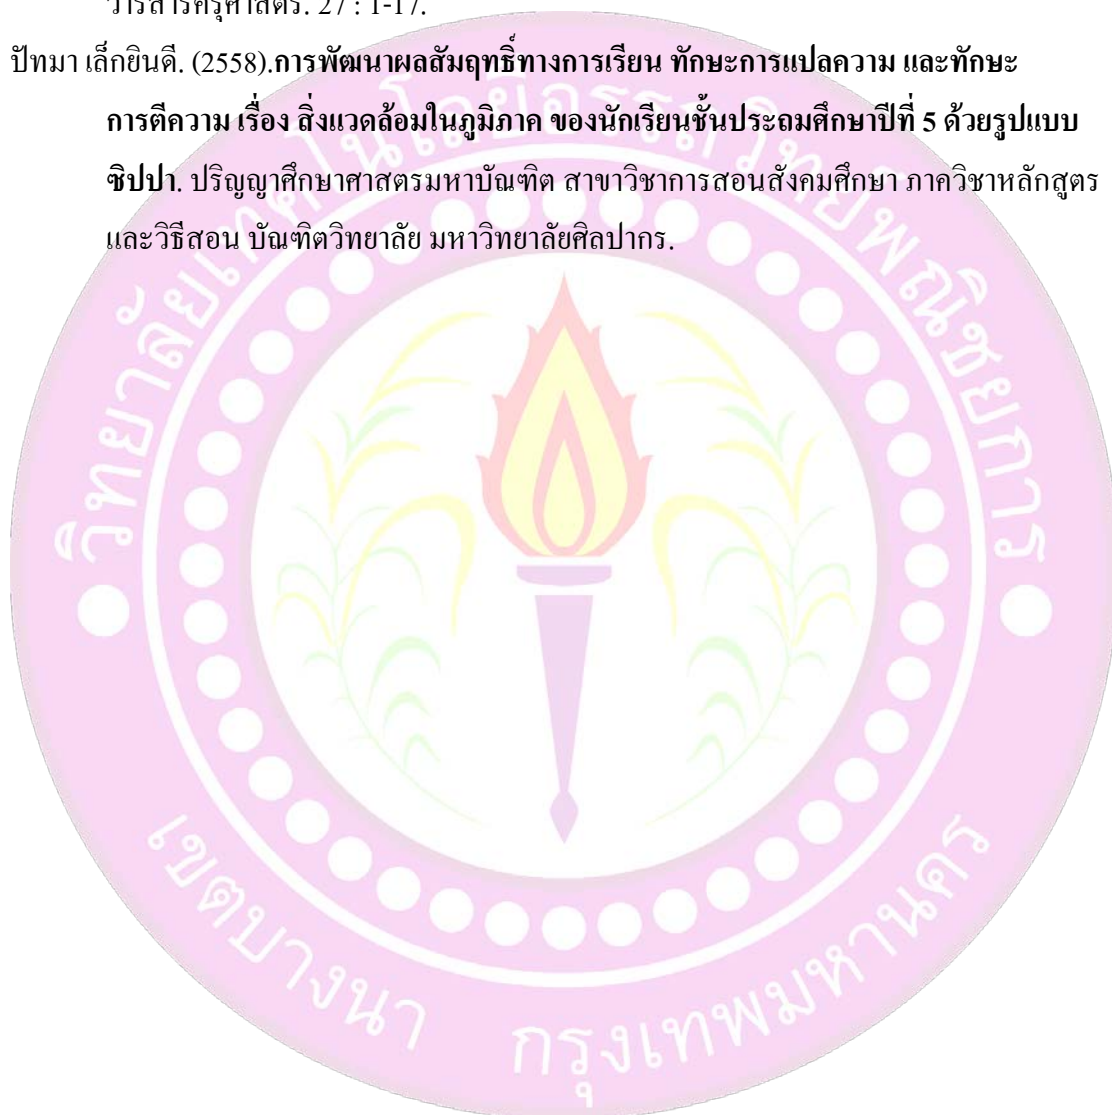 วารสารครุศาสตร์. 27 : 1-17.
ปัทมา เล็กยินดี. (2558).การพัฒนาผลสัมฤทธิ์ทางการเรียน ทักษะการแปลความ และทักษะ
การตีความ เรื่อง สิ่งแวดล้อมในภูมิภาค ของนักเรียนชั้นประถมศึกษาปีที่ 5 ด้วยรูปแบบ
ซิปปา. ปริญญาศึกษาศาสตรมหาบัณฑิต สาขาวิชาการสอนสังคมศึกษา ภาควิชาหลักสูตร
และวิธีสอน บัณฑิตวิทยาลัย มหาวิทยาลัยศิลปากร.
วิทยาลัยเทคโนโลยีอรรถวิทย์พณิชยการ
เขตบางนา กรุงเทพมหานคร